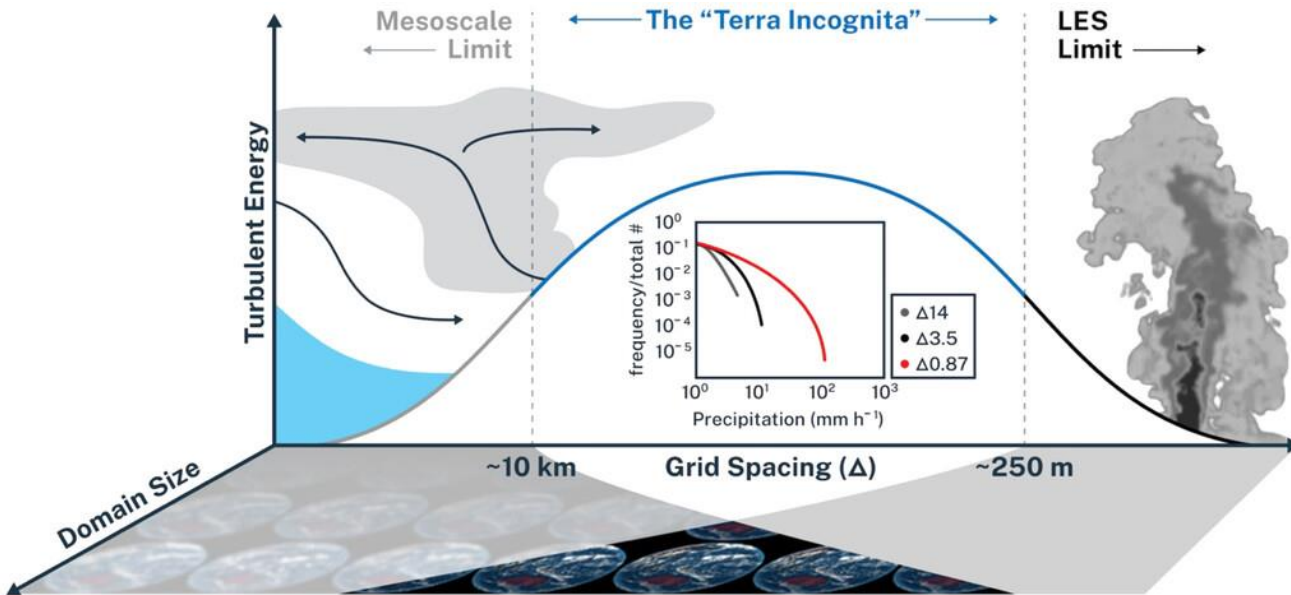 Mesoscale
Limit
The “Terra Incognita”
LES
Limit
Turbulent Energy
frequency/total #
10⁰
10⁻¹
10⁻²
10⁻³
10⁻⁴
10⁻⁵
10⁰
10¹
10²
10³
Precipitation (mm h⁻¹)
Δ14
Δ3.5
Δ0.87
~10 km
Grid Spacing (Δ)
~250 m
Domain Size